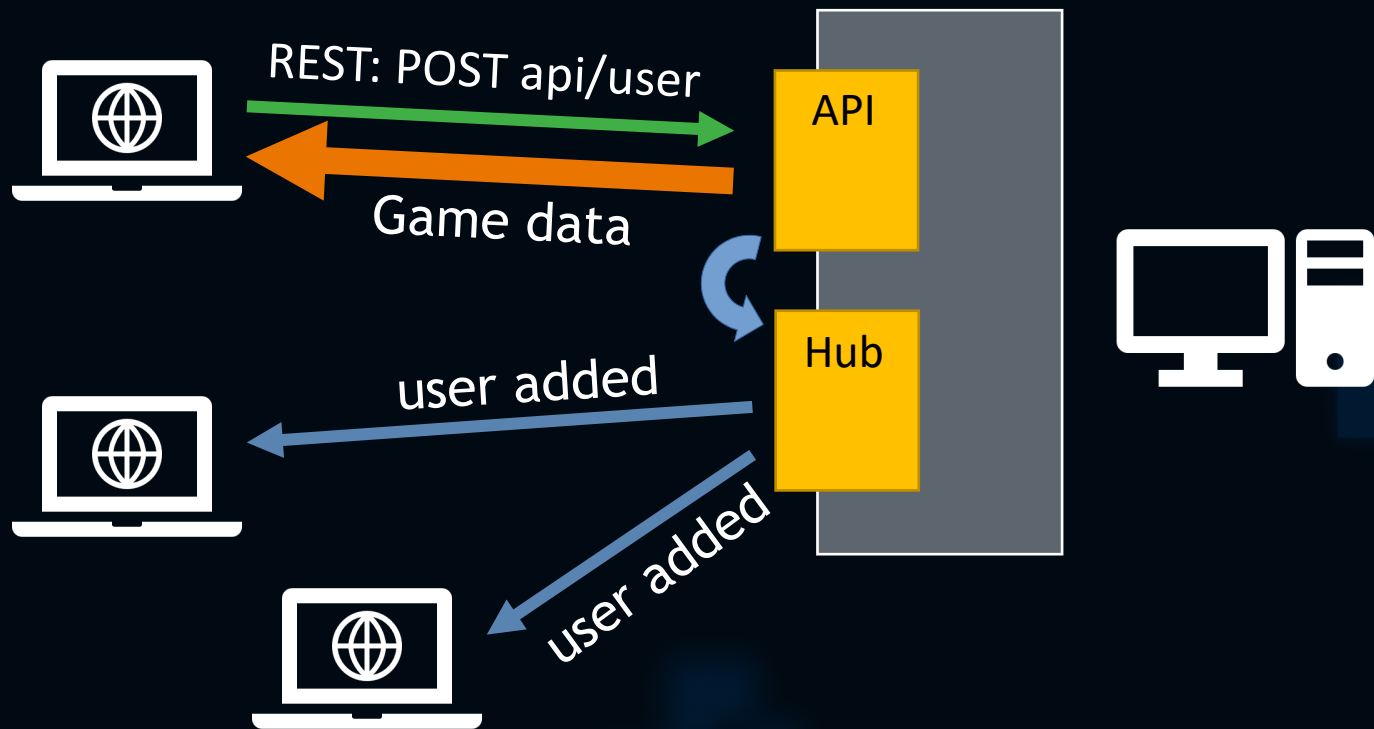 REST: POST api/user
API
Game data
Hub
user added
user added